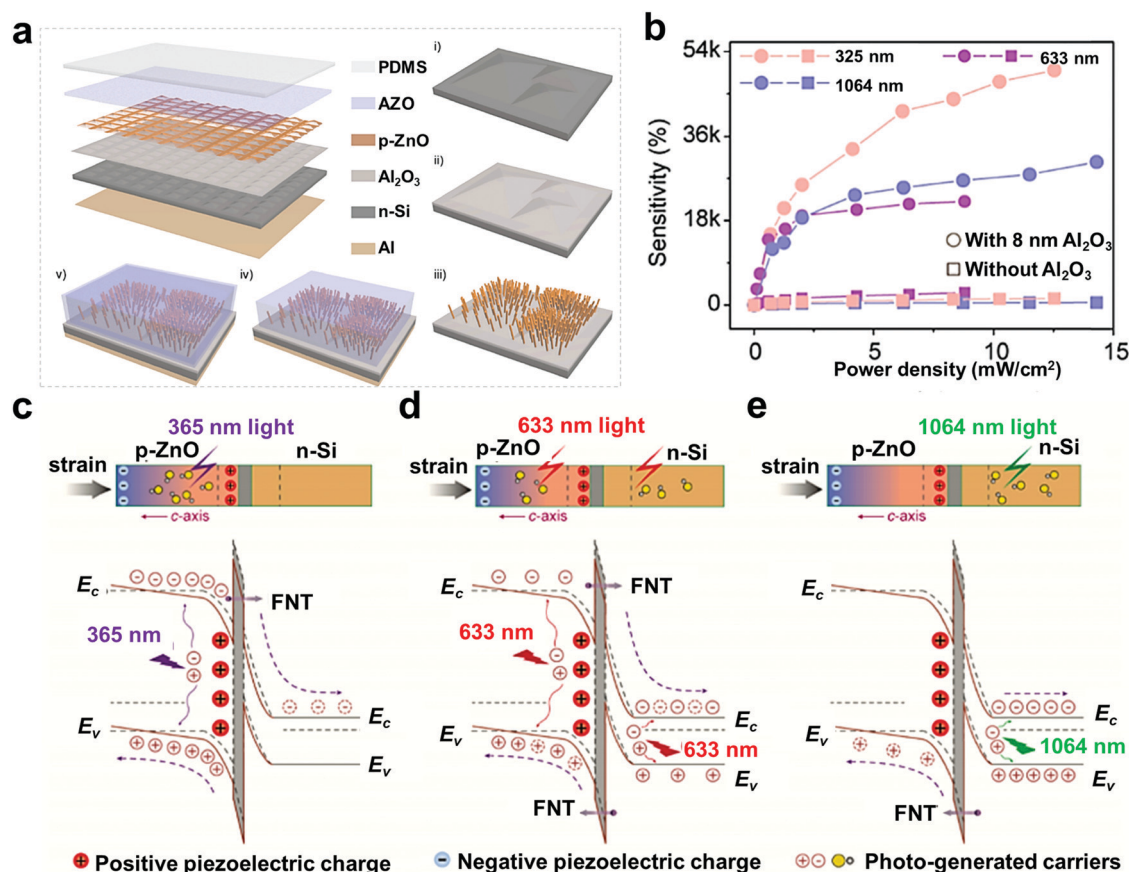 a
PDMS
AZO
p-ZnO
Al₂O₃
n-Si
Al
i)
ii)
v)
iv)
iii)
b
54k
36k
18k
0
Sensitivity (%)
325 nm
633 nm
1064 nm
With 8 nm Al₂O₃
Without Al₂O₃
0
5
10
15
Power density (mW/cm²)
c
365 nm light
p-ZnO
n-Si
strain
c-axis
Ec
FNT
365 nm
Ev
Ec
Ev
d
633 nm light
p-ZnO
n-Si
strain
c-axis
Ec
FNT
633 nm
Ev
Ec
633 nm
Ev
FNT
e
1064 nm light
p-ZnO
n-Si
strain
c-axis
Ec
Ev
Ec
1064 nm
Ev
FNT
Positive piezoelectric charge
Negative piezoelectric charge
Photo-generated carriers